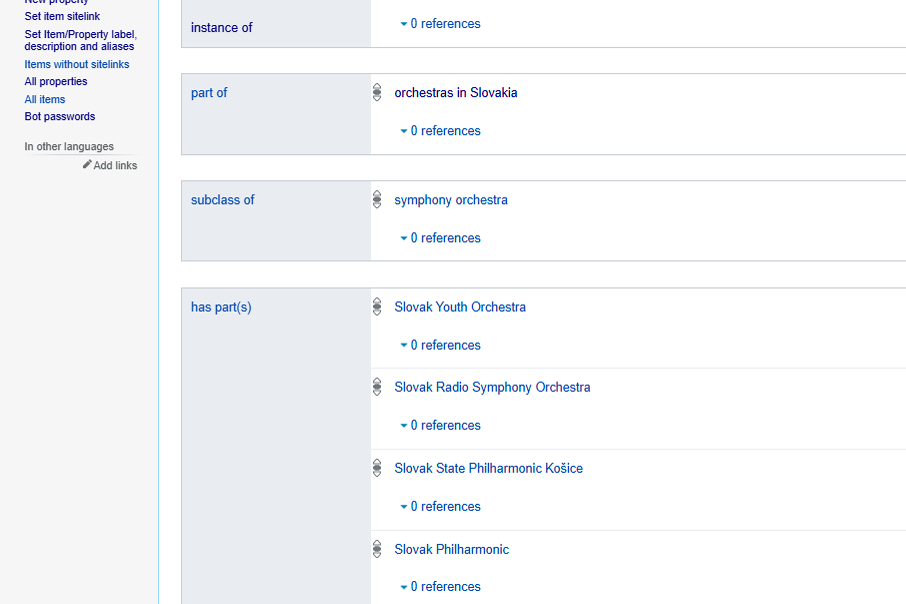 New property
Set item sitelink
Set Item/Property label,
description and aliases
Items without sitelinks
All properties
All items
Bot passwords
In other languages
Add links
instance of
0 references
part of
orchestras in Slovakia
0 references
subclass of
symphony orchestra
0 references
has part(s)
Slovak Youth Orchestra
0 references
Slovak Radio Symphony Orchestra
0 references
Slovak State Philharmonic Košice
0 references
Slovak Philharmonic
0 references